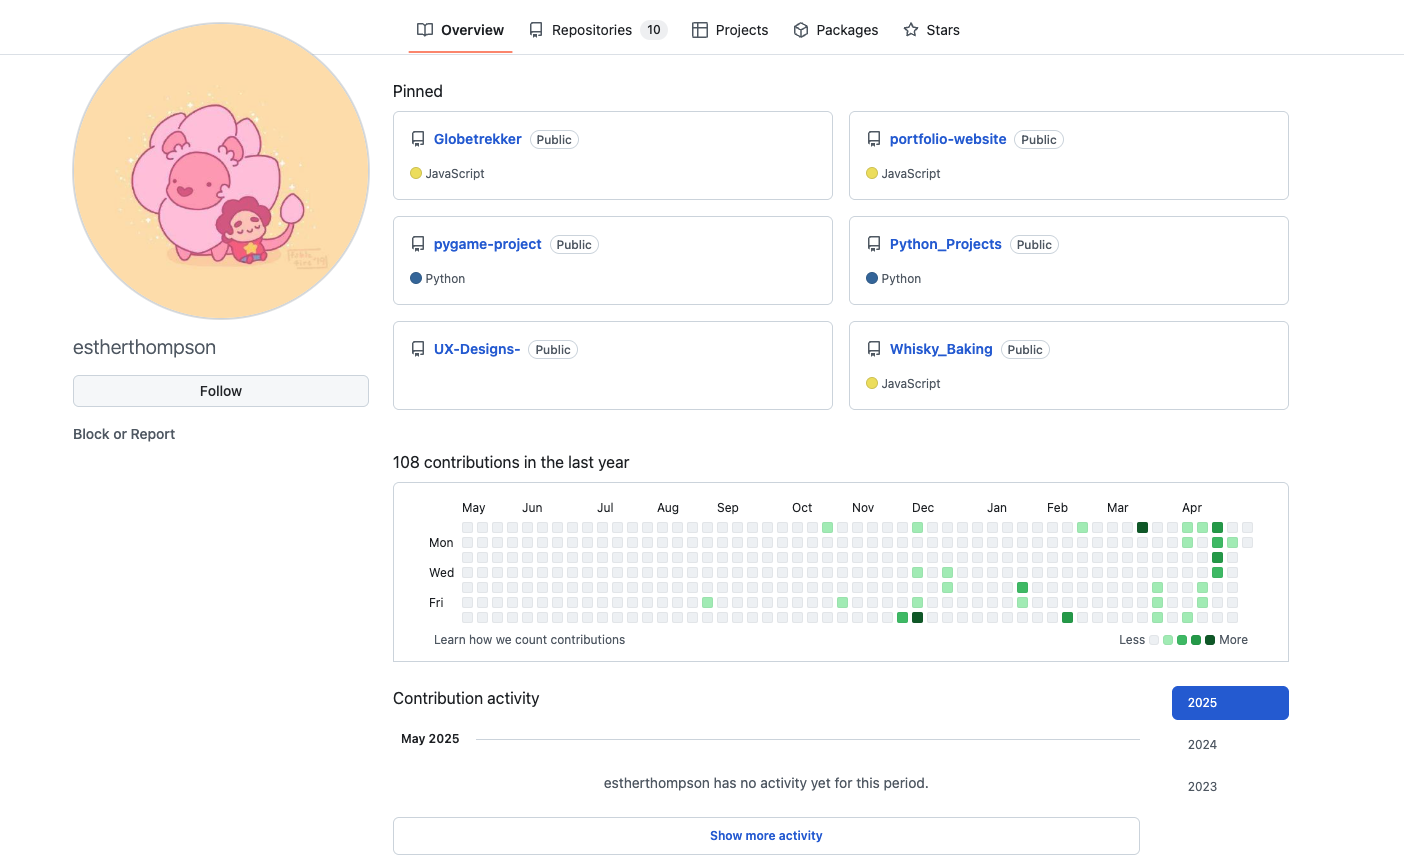 Overview Repositories 10 Projects Packages Stars
estherthompson
Follow
Block or Report
Pinned
Globetrekker Public
JavaScript
portfolio-website Public
JavaScript
pygame-project Public
Python
Python_Projects Public
Python
UX-Designs- Public
Whisky_Baking Public
JavaScript
108 contributions in the last year
May Jun Jul Aug Sep Oct Nov Dec Jan Feb Mar Apr
Mon
Wed
Fri
Learn how we count contributions
Less More
Contribution activity
2025
2024
2023
May 2025
estherthompson has no activity yet for this period.
Show more activity